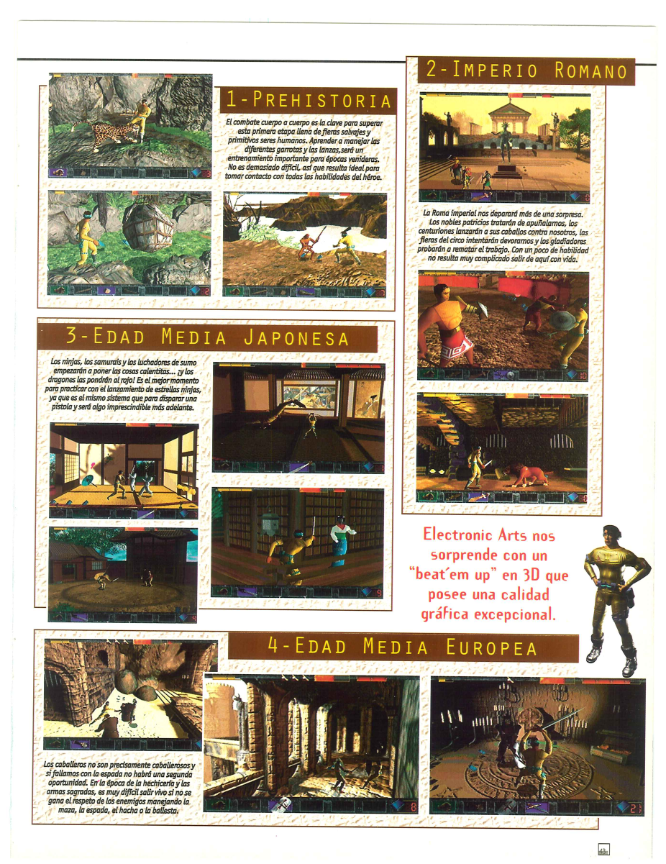 1-PREHISTORIA
El combate cuerpo a cuerpo es la clave para superar
esta primera etapa llena de fieras salvajes y
primitivos seres humanos. Aprender a manejar los
diferentes garrotas y las lanzas, será un
entrenamiento importante para épocas venideras.
No es demasiado difícil, así que resulta ideal para
tomar contacto con todas las habilidades del héroe.
2-IMPERIO ROMANO
La Roma Imperial nos deparará más de una sorpresa.
Los nobles patricios tratarán de apuñalarnos, los
centuriones lanzarán a sus caballos contra nosotros, las
fieras del circo intentarán devorarnos y los gladiadores
probarán a rematar el trabajo. Con un poco de habilidad
no resulta muy complicado salir de aquí con vida.
3-EDAD MEDIA JAPONESA
Los ninjas, los samurais y los luchadores de sumo
empezarán a poner las cosas calentitas... ¡y los
dragones las pondrán al rojo! Es el mejor momento
para practicar con el lanzamiento de estrellas ninjas,
ya que es el mismo sistema que para disparar una
pistola y será algo imprescindible más adelante.
Electronic Arts nos
sorprende con un
"beat'em up" en 3D que
posee una calidad
gráfica excepcional.
4-EDAD MEDIA EUROPEA
Los caballeros no son precisamente caballerosos y
si fallamos con la espada no habrá una segunda
oportunidad. En la época de la hechicería y las
armas sagradas, es muy difícil salir vivo si no se
gana el respeto de los enemigos manejando la
maza, la espada, el hacha o la ballesta.
8
2